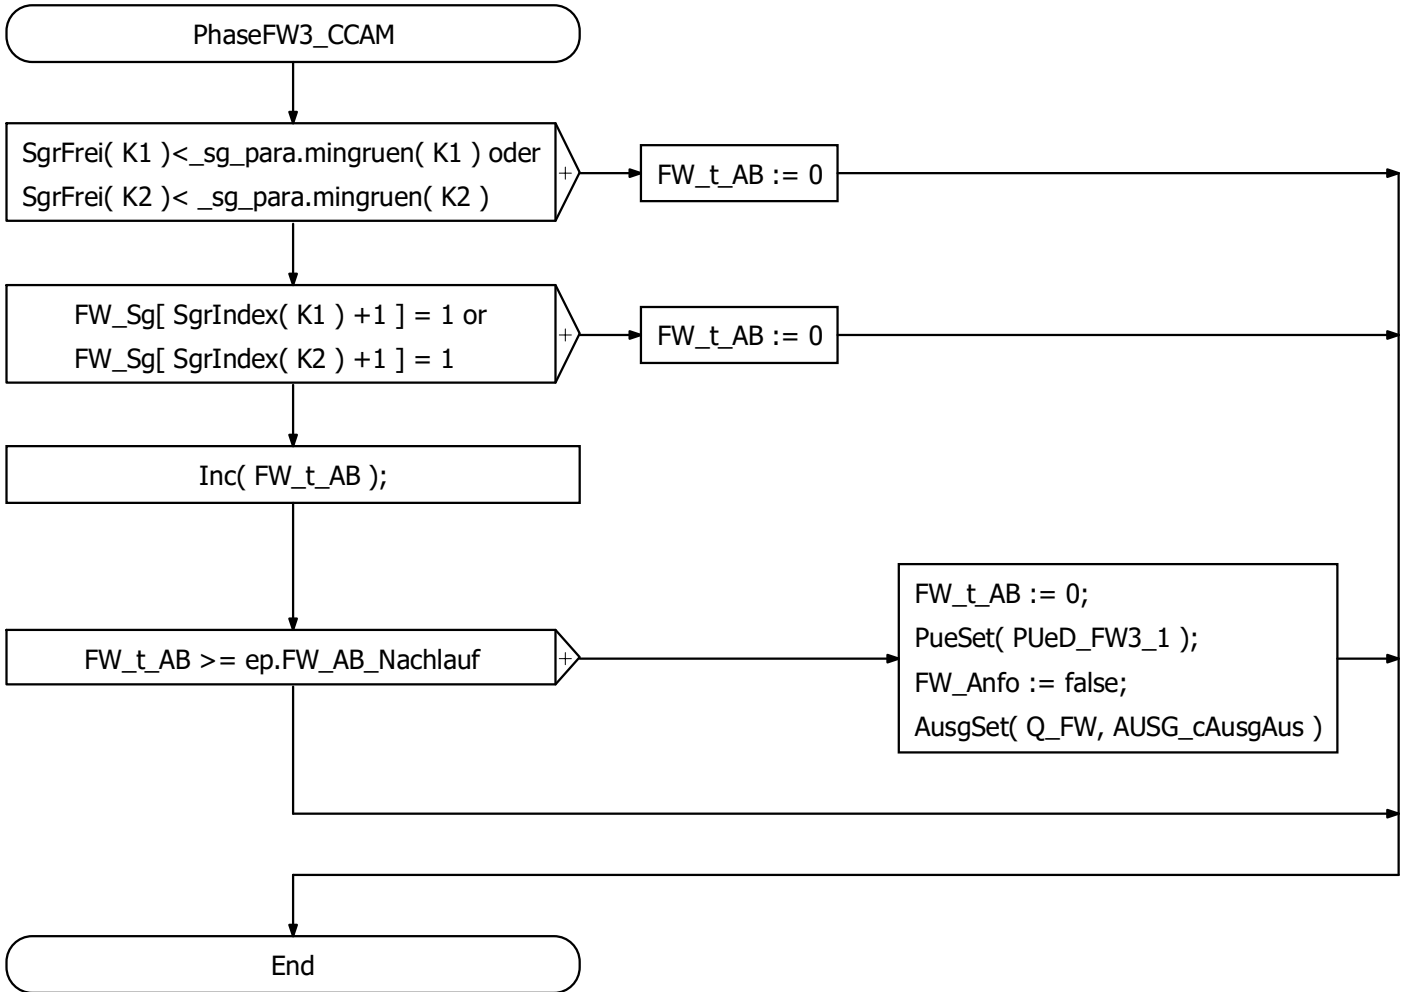 PhaseFW3_CCAM
SgrFrei( K1 )<_sg_para.mingruen( K1 ) oder
SgrFrei( K2 )< _sg_para.mingruen( K2 )
+
FW_t_AB := 0
FW_Sg[ SgrIndex( K1 ) +1 ] = 1 or
FW_Sg[ SgrIndex( K2 ) +1 ] = 1
+
FW_t_AB := 0
Inc( FW_t_AB );
FW_t_AB >= ep.FW_AB_Nachlauf
+
FW_t_AB := 0;
PueSet( PUeD_FW3_1 );
FW_Anfo := false;
AusgSet( Q_FW, AUSG_cAusgAus )
End